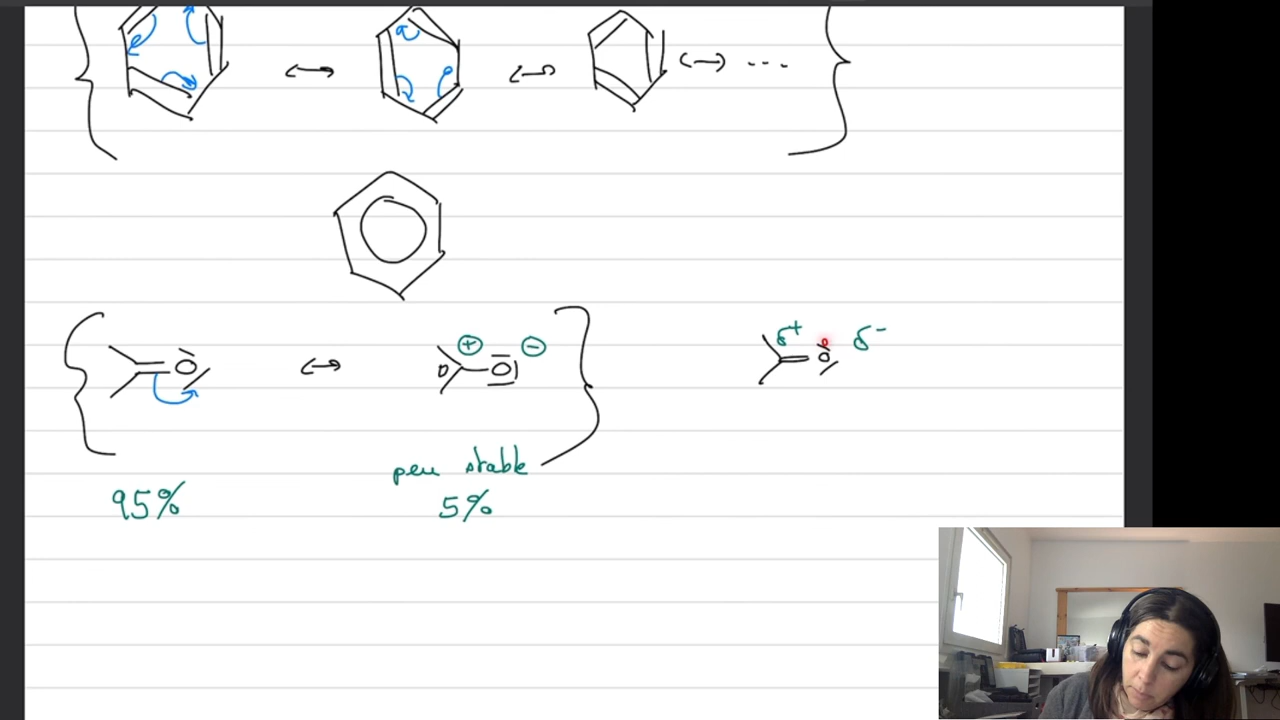 ...
δ+ δ-
O + O - O
peu stable
95% 5%